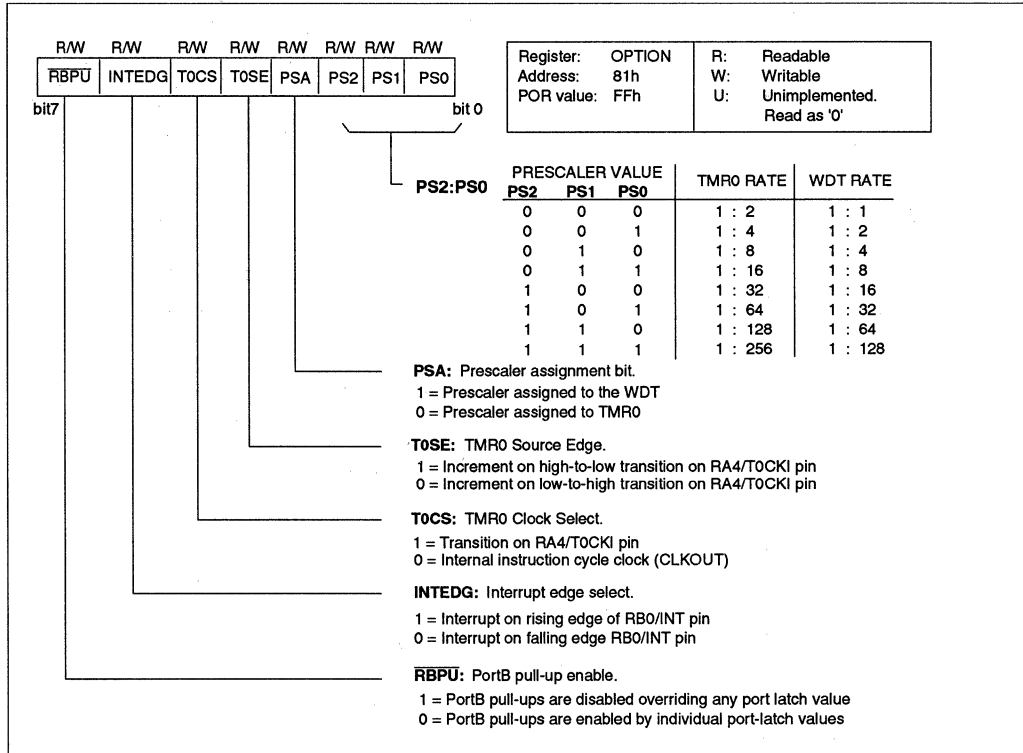 R/W R/W R/W R/W R/W R/W R/W R/W
RBPU INTEDG T0CS T0SE PSA PS2 PS1 PS0
bit7 bit 0
Register: OPTION
Address: 81h
POR value: FFh
R: Readable
W: Writable
U: Unimplemented.
Read as '0'
PS2:PS0
PRESCALER VALUE TMR0 RATE WDT RATE
PS2 PS1 PS0
0 0 0 1 : 2 1 : 1
0 0 1 1 : 4 1 : 2
0 1 0 1 : 8 1 : 4
0 1 1 1 : 16 1 : 8
1 0 0 1 : 32 1 : 16
1 0 1 1 : 64 1 : 32
1 1 0 1 : 128 1 : 64
1 1 1 1 : 256 1 : 128
PSA: Prescaler assignment bit.
1 = Prescaler assigned to the WDT
0 = Prescaler assigned to TMR0
T0SE: TMR0 Source Edge.
1 = Increment on high-to-low transition on RA4/T0CKI pin
0 = Increment on low-to-high transition on RA4/T0CKI pin
T0CS: TMR0 Clock Select.
1 = Transition on RA4/T0CKI pin
0 = Internal instruction cycle clock (CLKOUT)
INTEDG: Interrupt edge select.
1 = Interrupt on rising edge of RB0/INT pin
0 = Interrupt on falling edge RB0/INT pin
RBPU: PortB pull-up enable.
1 = PortB pull-ups are disabled overriding any port latch value
0 = PortB pull-ups are enabled by individual port-latch values